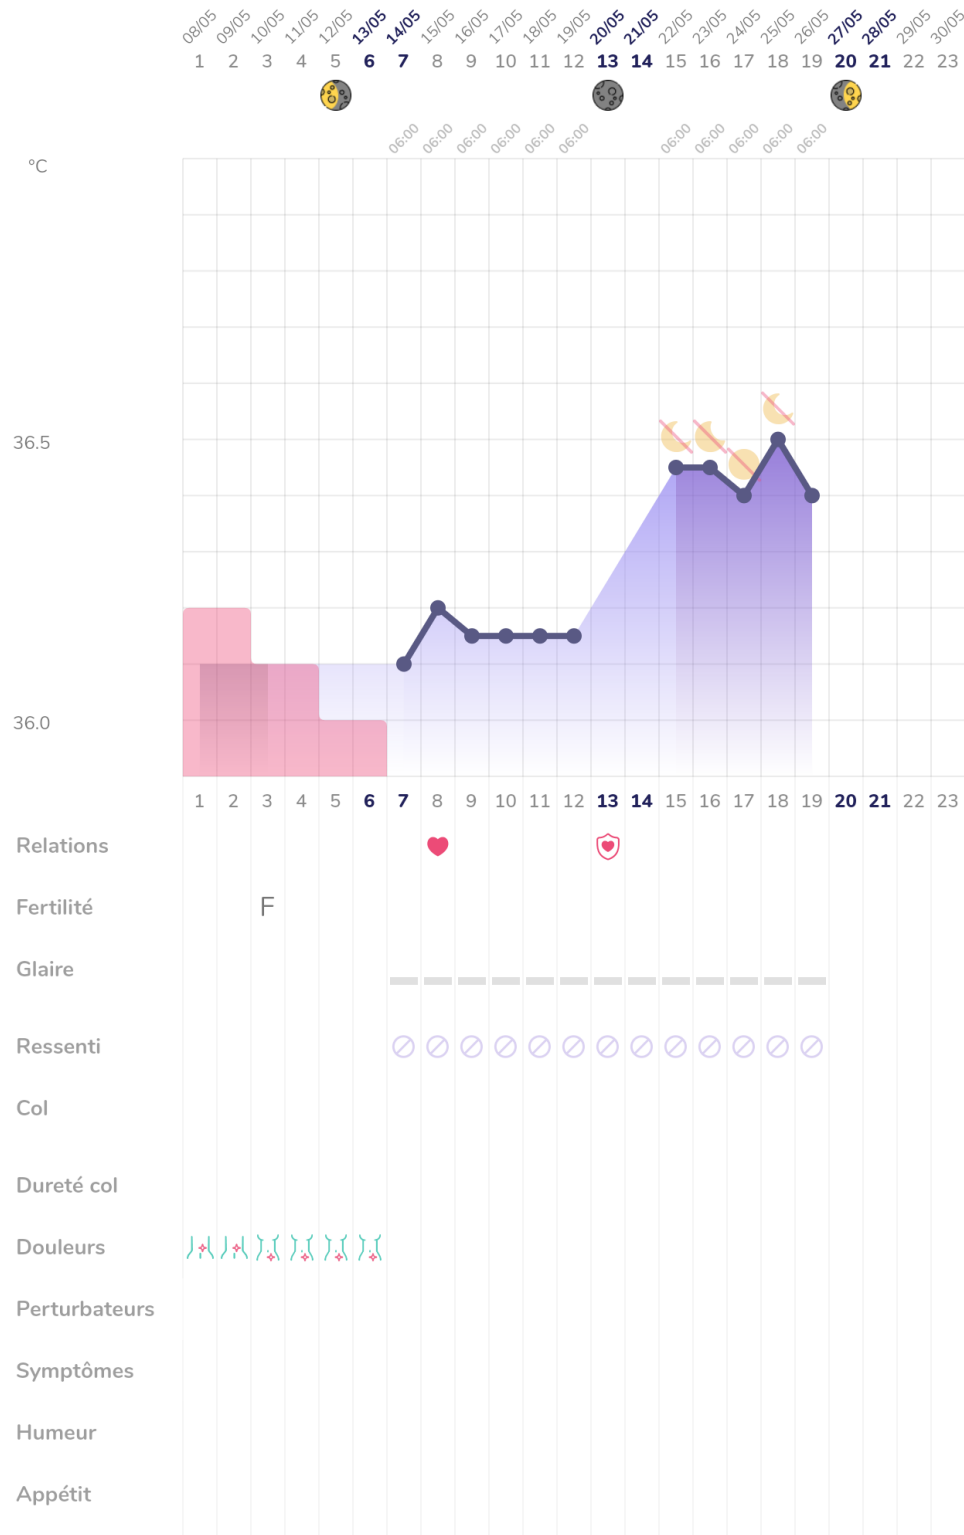 08/05 09/05 10/05 11/05 12/05 13/05 14/05 15/05 16/05 17/05 18/05 19/05 20/05 21/05 22/05 23/05 24/05 25/05 26/05 27/05 28/05 29/05 30/05
1 2 3 4 5 6 7 8 9 10 11 12 13 14 15 16 17 18 19 20 21 22 23
06:00 06:00 06:00 06:00 06:00 06:00 06:00 06:00 06:00 06:00 06:00
°C
36.5
36.0
1 2 3 4 5 6 7 8 9 10 11 12 13 14 15 16 17 18 19 20 21 22 23
Relations
Fertilité F
Glaire
Ressenti
Col
Dureté col
Douleurs
Perturbateurs
Symptômes
Humeur
Appétit